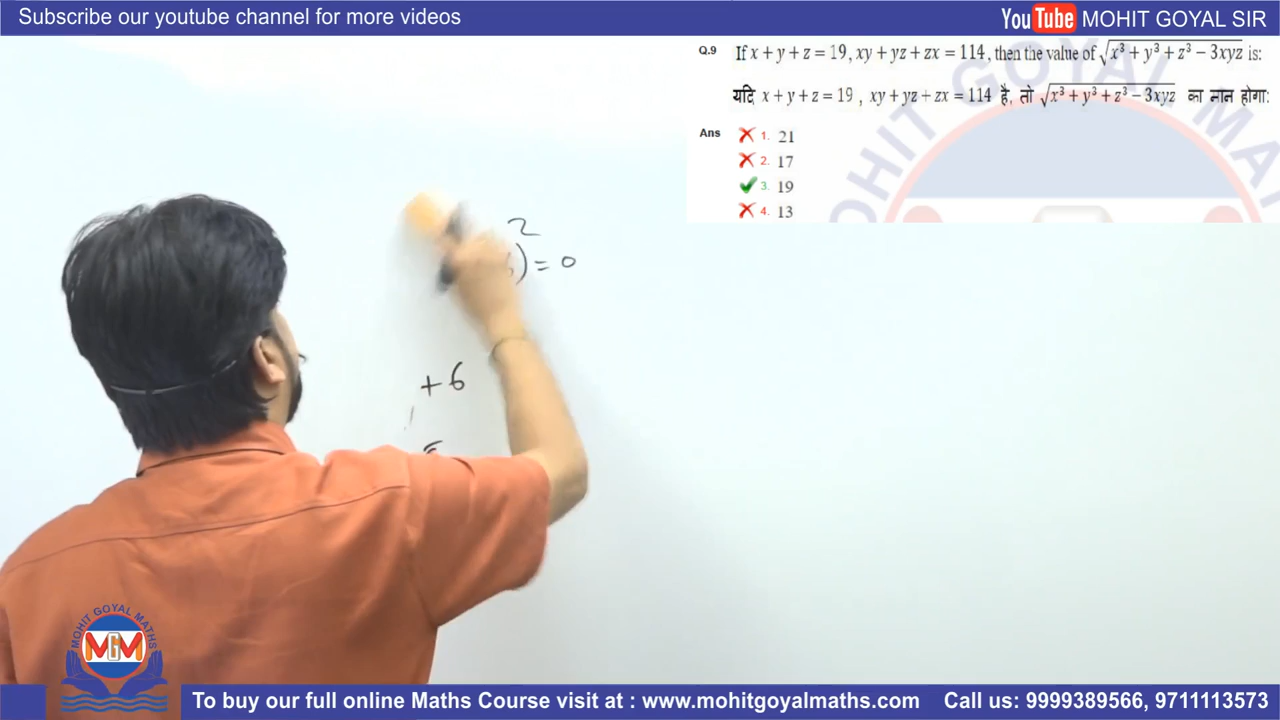 Subscribe our youtube channel for more videos
YouTube MOHIT GOYAL SIR
Q.9 If x + y + z = 19, xy + yz + zx = 114, then the value of √x³ + y³ + z³ − 3xyz is:
यदि x + y + z = 19 , xy + yz + zx = 114 है, तो √x³ + y³ + z³ − 3xyz का मान होगा:
Ans 1. 21
2. 17
3. 19
4. 13
2
) = 0
+ 6
MOHIT GOYAL MATHS
MGM
To buy our full online Maths Course visit at : www.mohitgoyalmaths.com Call us: 9999389566, 9711113573